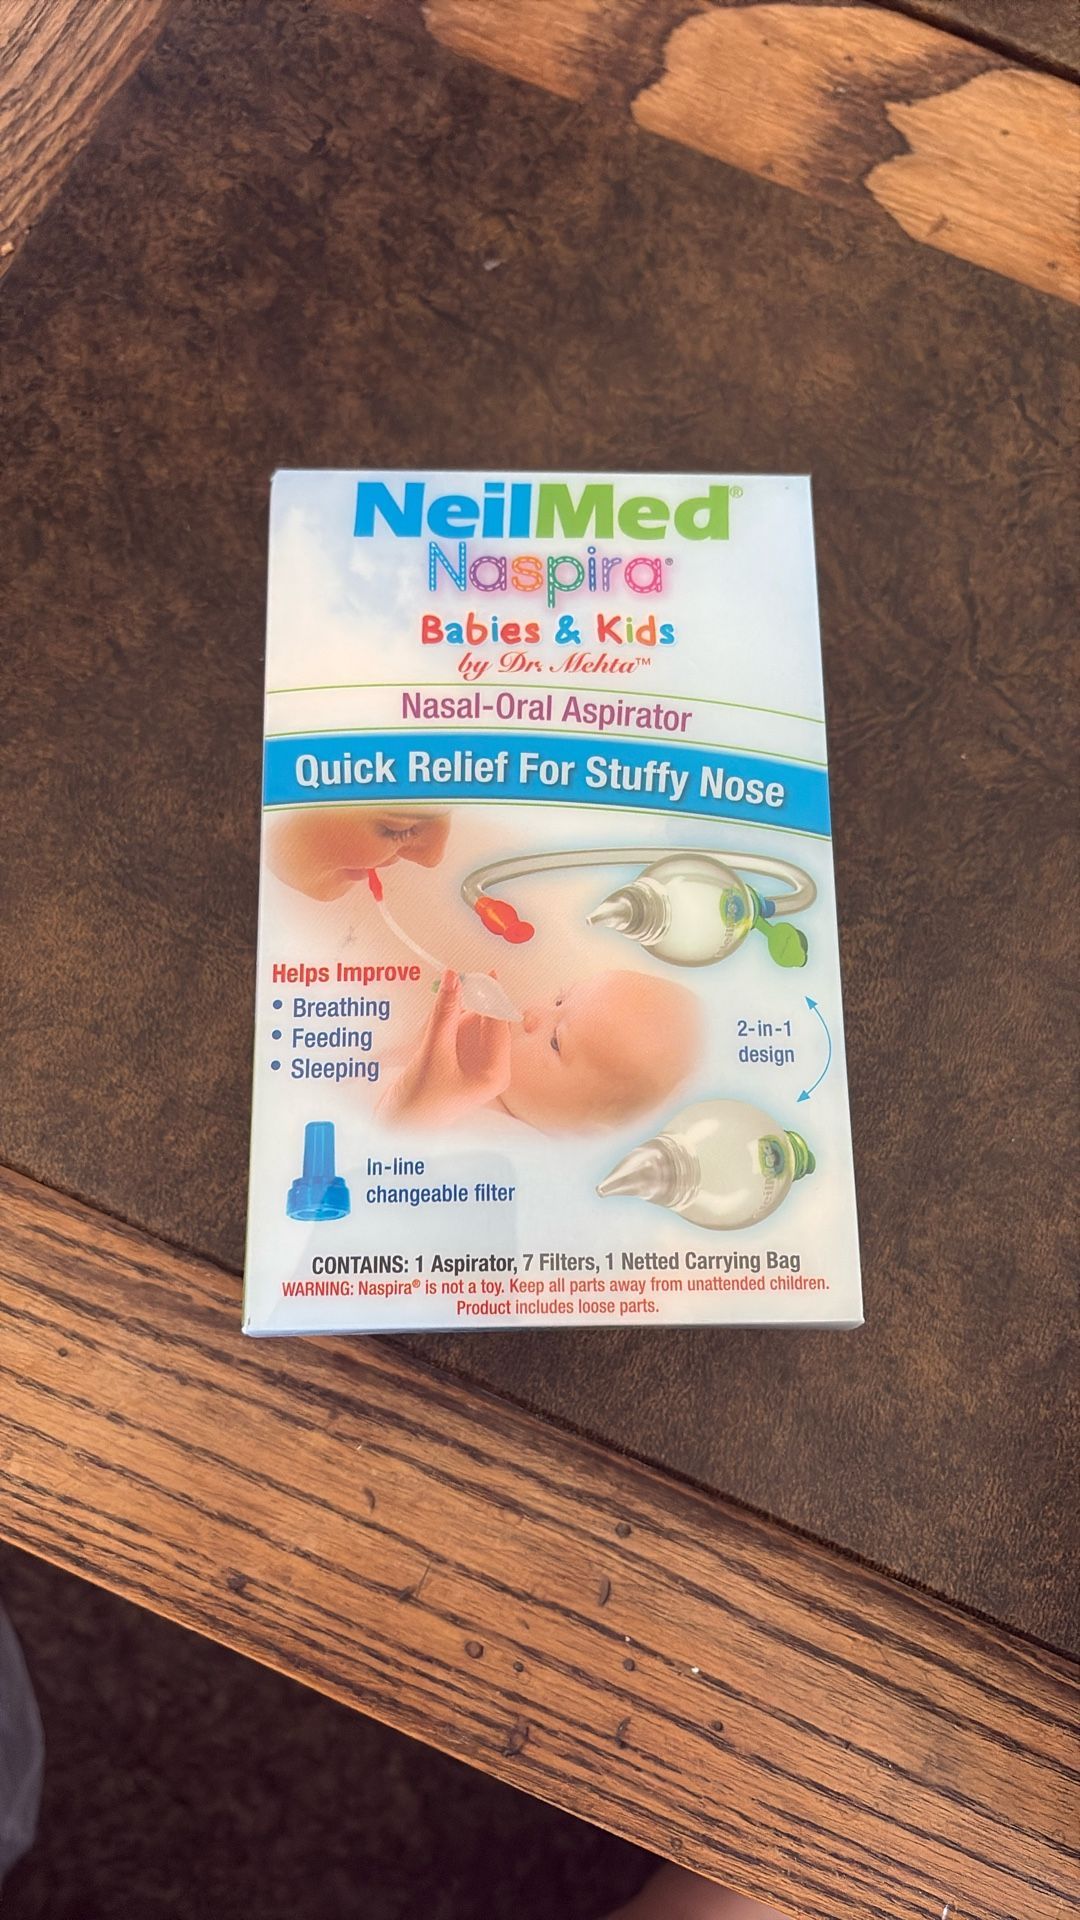 NeilMed®
Naspira®
Babies & Kids
by Dr. Mehta™
Nasal-Oral Aspirator
Quick Relief For Stuffy Nose
Helps Improve
• Breathing
• Feeding
• Sleeping
2-in-1
design
In-line
changeable filter
NeilMed
CONTAINS: 1 Aspirator, 7 Filters, 1 Netted Carrying Bag
WARNING: Naspira® is not a toy. Keep all parts away from unattended children.
Product includes loose parts.